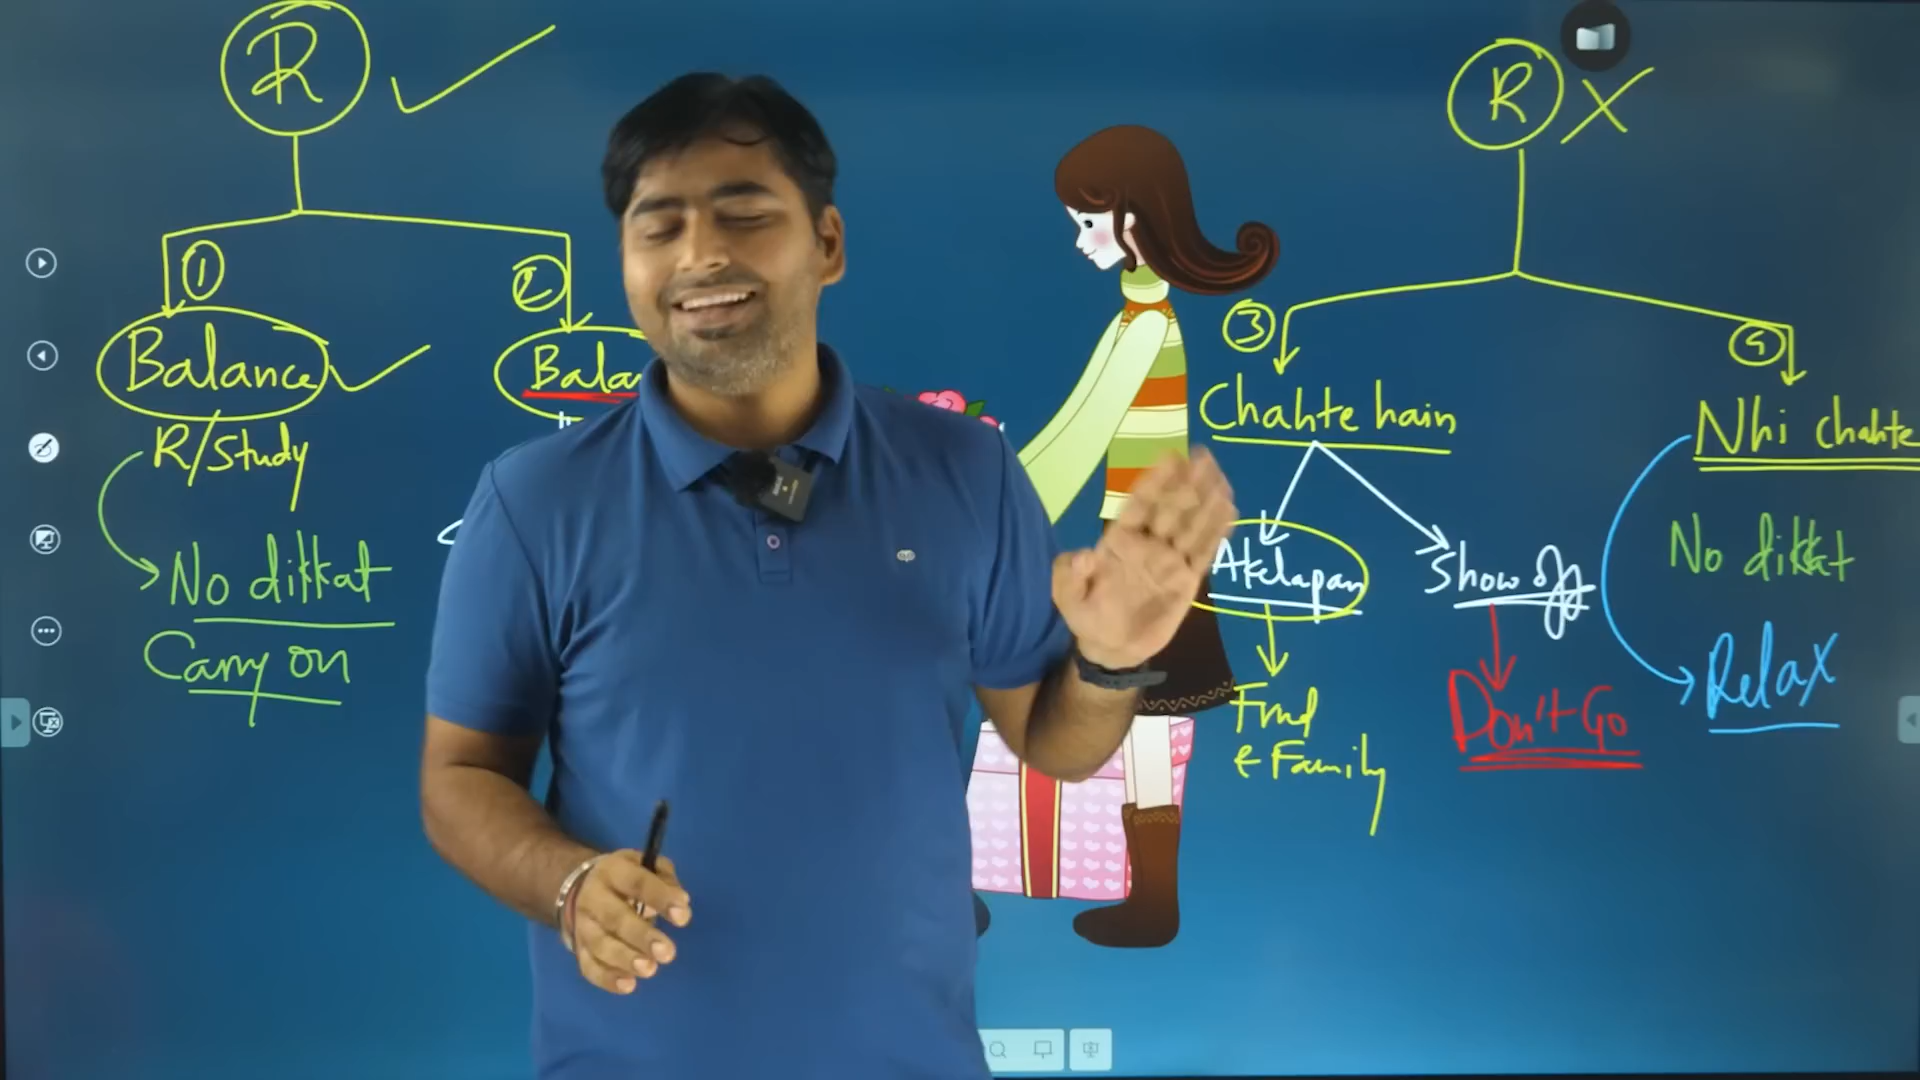 R
①
Balance
R/Study
No dikkat
Carry on
②
Balan
R
X
③
Chahte hain
Akelapan
Frnd
& Family
Show off
Don't Go
④
Nhi chahte
No dikkat
Relax